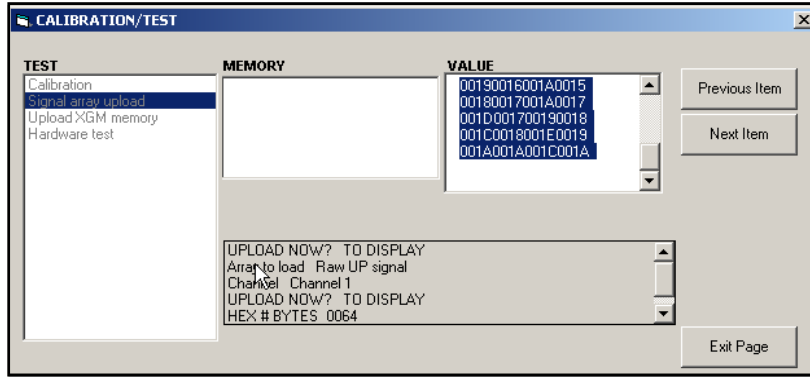 CALIBRATION/TEST
TEST
Calibration
Signal array upload
Upload XGM memory
Hardware test
MEMORY
VALUE
00190016001A0015
00180017001A0017
001D001700190018
001C0018001E0019
001A001A001C001A
Previous Item
Next Item
UPLOAD NOW? TO DISPLAY
Array to load Raw UP signal
Channel Channel 1
UPLOAD NOW? TO DISPLAY
HEX # BYTES 0064
Exit Page